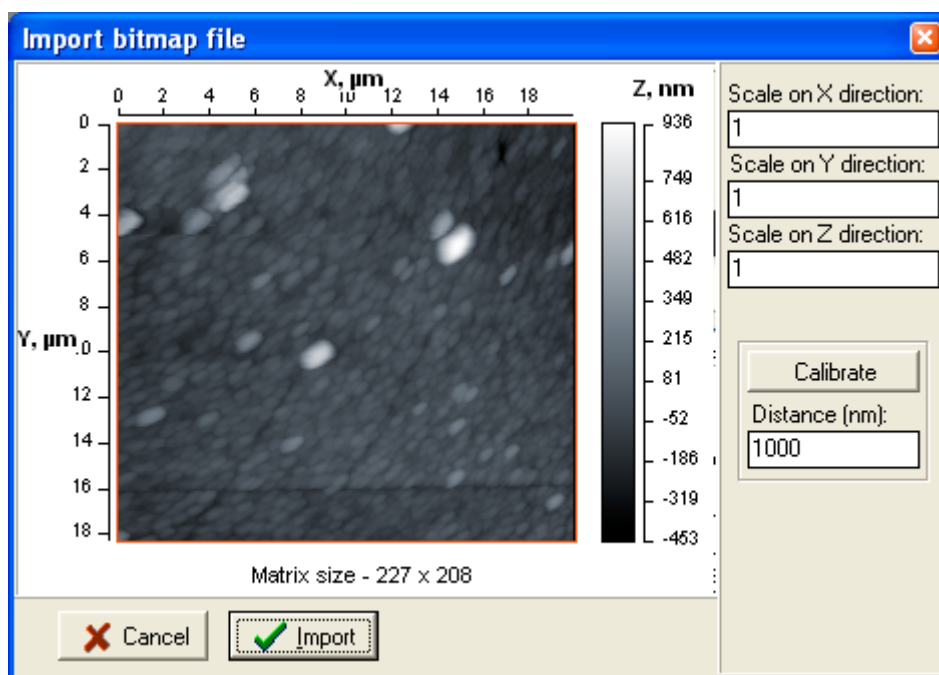 Import bitmap file
X, µm
0 2 4 6 8 10 12 14 16 18
Z, nm
Y, µm
0
2
4
6
8
.0
12
14
16
18
936
749
616
482
349
215
81
-52
-186
-319
-453
Matrix size - 227 x 208
Scale on X direction:
1
Scale on Y direction:
1
Scale on Z direction:
1
Calibrate
Distance (nm):
1000
Cancel
Import